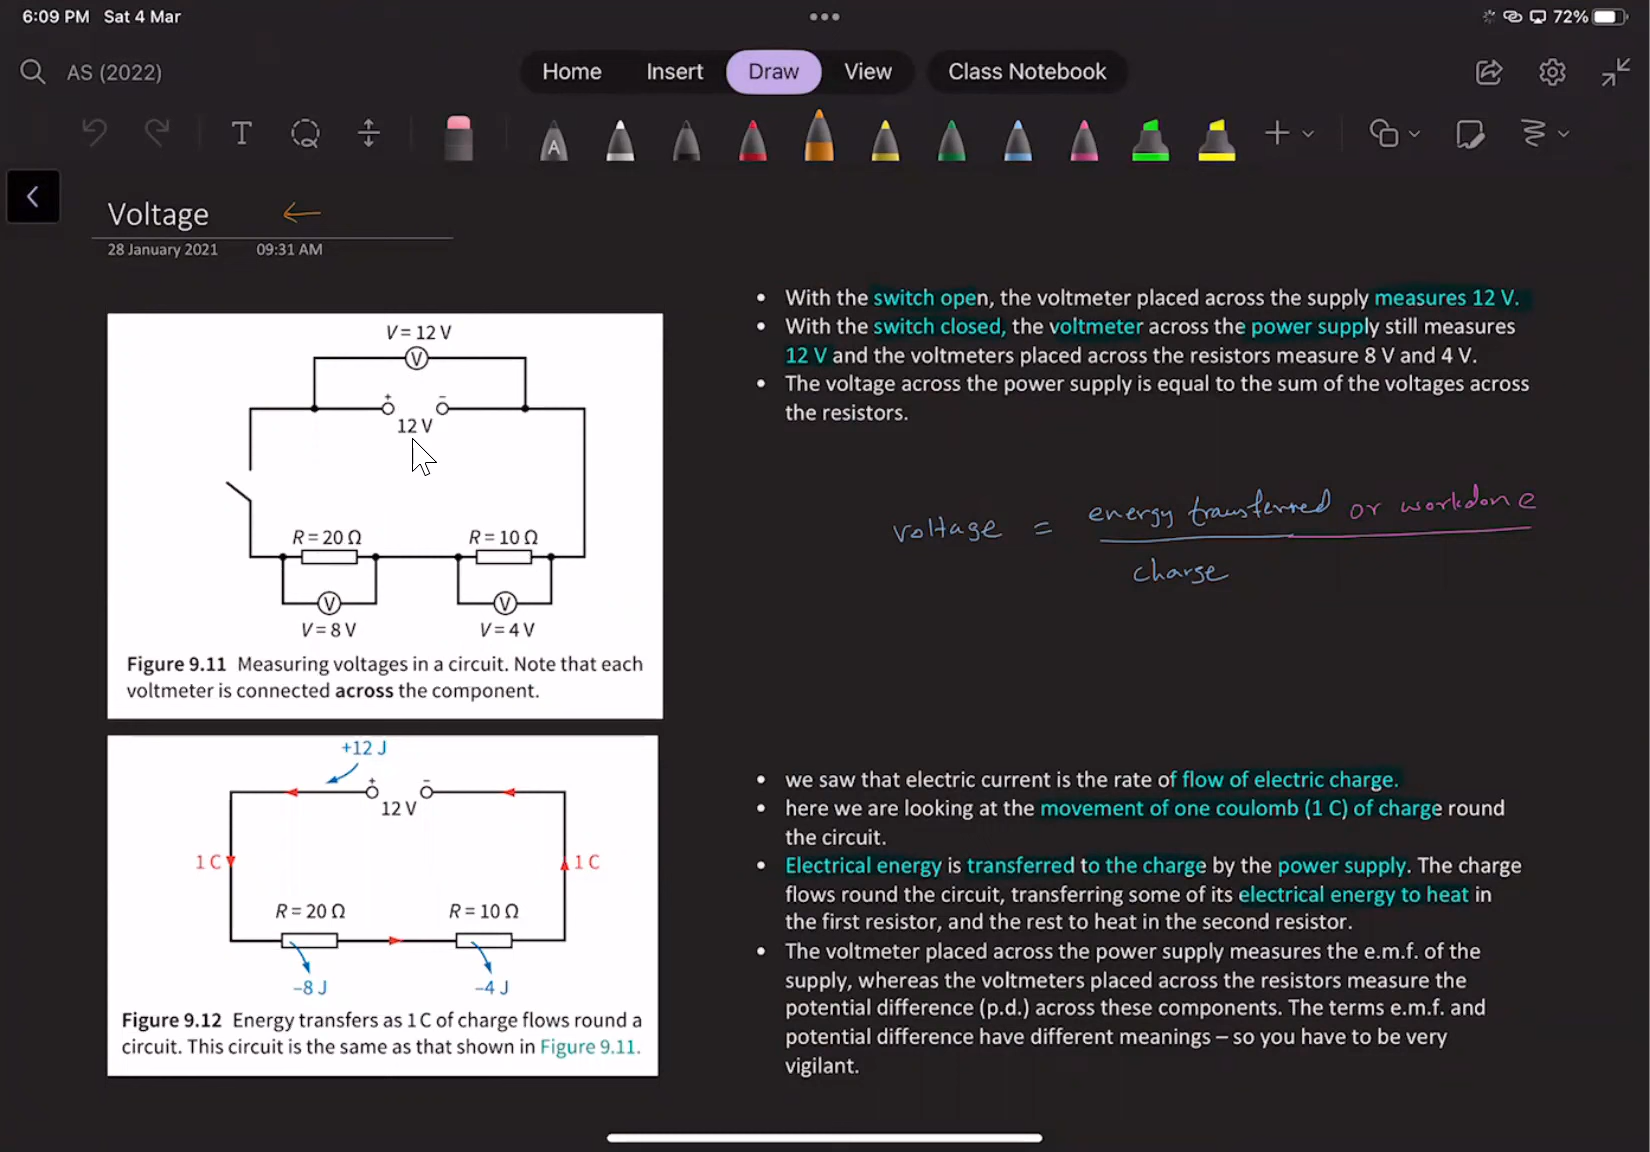 6:09 PM Sat 4 Mar
72%
AS (2022)
Home Insert Draw View Class Notebook
T
A
Voltage
28 January 2021 09:31 AM
V = 12 V
V
+ −
12 V
R = 20 Ω R = 10 Ω
V V
V = 8 V V = 4 V
Figure 9.11 Measuring voltages in a circuit. Note that each
voltmeter is connected across the component.
+12 J
+ −
12 V
1 C 1 C
R = 20 Ω R = 10 Ω
−8 J −4 J
Figure 9.12 Energy transfers as 1 C of charge flows round a
circuit. This circuit is the same as that shown in Figure 9.11.
• With the switch open, the voltmeter placed across the supply measures 12 V.
• With the switch closed, the voltmeter across the power supply still measures
12 V and the voltmeters placed across the resistors measure 8 V and 4 V.
• The voltage across the power supply is equal to the sum of the voltages across
the resistors.
voltage = energy transferred or workdone
charge
• we saw that electric current is the rate of flow of electric charge.
• here we are looking at the movement of one coulomb (1 C) of charge round
the circuit.
• Electrical energy is transferred to the charge by the power supply. The charge
flows round the circuit, transferring some of its electrical energy to heat in
the first resistor, and the rest to heat in the second resistor.
• The voltmeter placed across the power supply measures the e.m.f. of the
supply, whereas the voltmeters placed across the resistors measure the
potential difference (p.d.) across these components. The terms e.m.f. and
potential difference have different meanings – so you have to be very
vigilant.